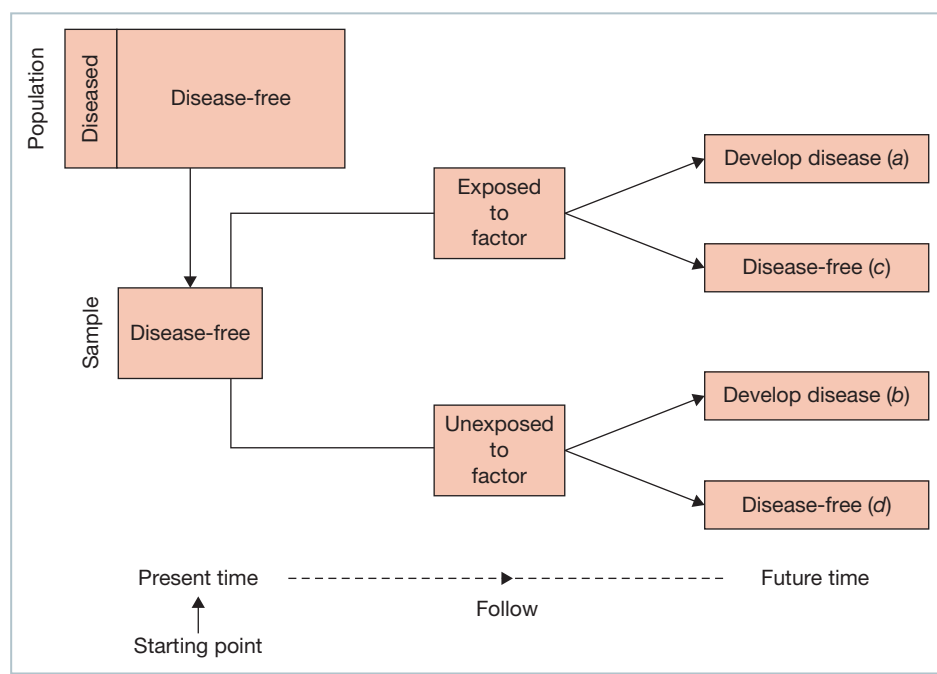 Population
Diseased
Disease-free
Sample
Disease-free
Exposed
to
factor
Develop disease (a)
Disease-free (c)
Unexposed
to
factor
Develop disease (b)
Disease-free (d)
Present time
Follow
Future time
Starting point